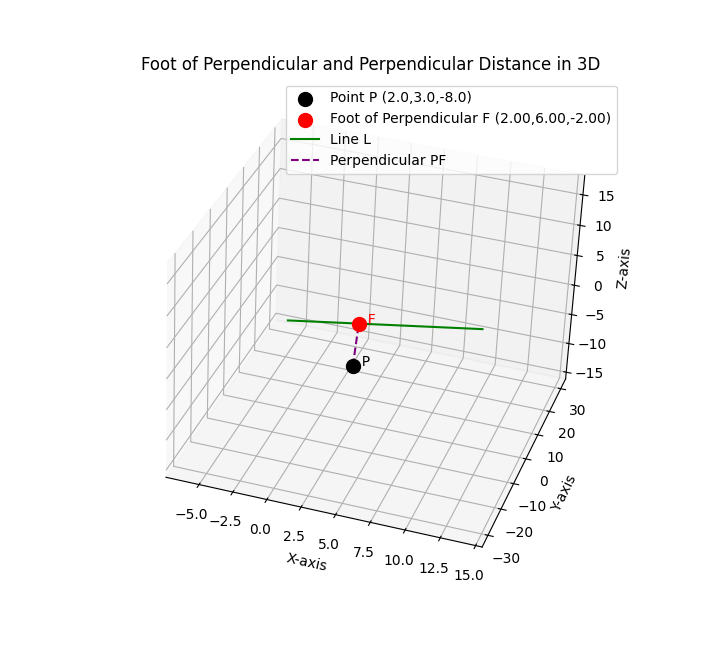 Foot of Perpendicular and Perpendicular Distance in 3D
Point P (2.0,3.0,-8.0)
Foot of Perpendicular F (2.00,6.00,-2.00)
Line L
Perpendicular PF
15
10
5
0
−5
−10
−15
Z-axis
F
P
30
20
10
0
−10
−20
−30
Y-axis
−5.0
−2.5
0.0
2.5
5.0
7.5
10.0
12.5
15.0
X-axis